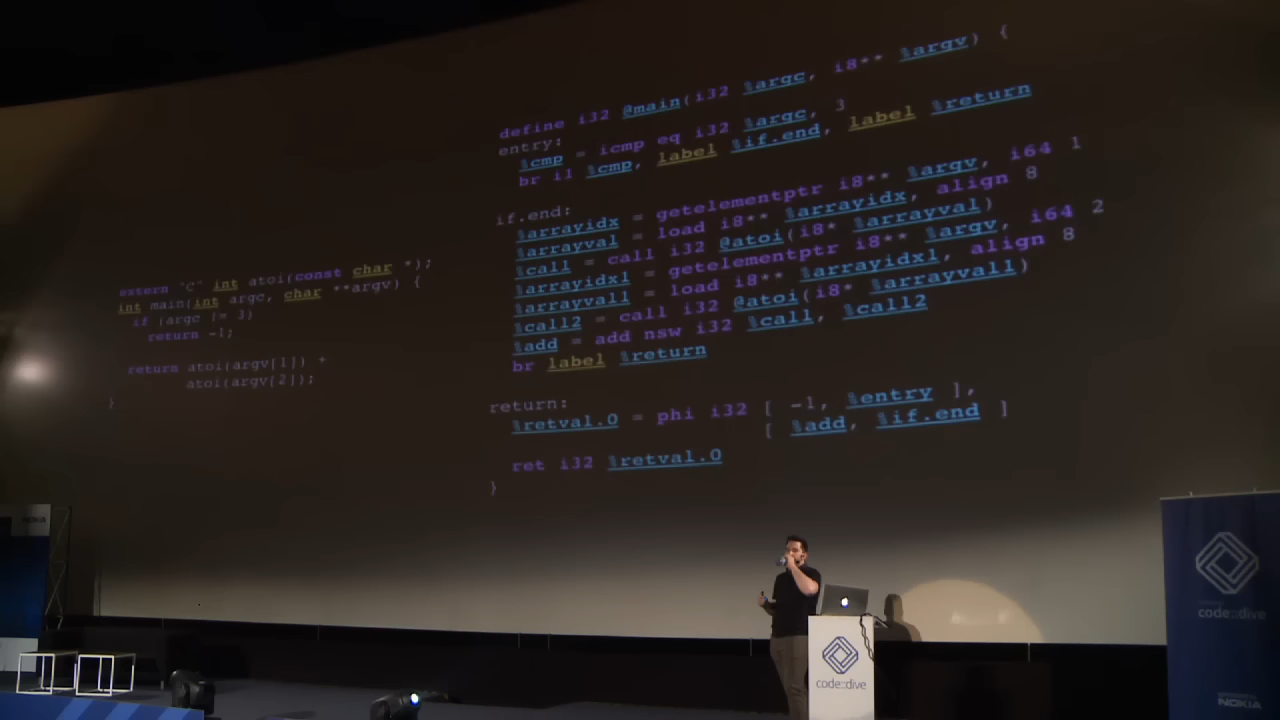 extern "C" int atoi(const char *);
int main(int argc, char **argv) {
if (argc != 3)
return -1;
return atoi(argv[1]) +
atoi(argv[2]);
}
define i32 @main(i32 %argc, i8** %argv) {
entry:
%cmp = icmp eq i32 %argc, 3
br i1 %cmp, label %if.end, label %return
if.end:
%arrayidx = getelementptr i8** %argv, i64 1
%arrayval = load i8** %arrayidx, align 8
%call = call i32 @atoi(i8* %arrayval)
%arrayidx1 = getelementptr i8** %argv, i64 2
%arrayval1 = load i8** %arrayidx1, align 8
%call2 = call i32 @atoi(i8* %arrayval1)
%add = add nsw i32 %call, %call2
br label %return
return:
%retval.0 = phi i32 [ -1, %entry ],
[ %add, %if.end ]
ret i32 %retval.0
}
NOKIA
code::dive
code::dive
NOKIA